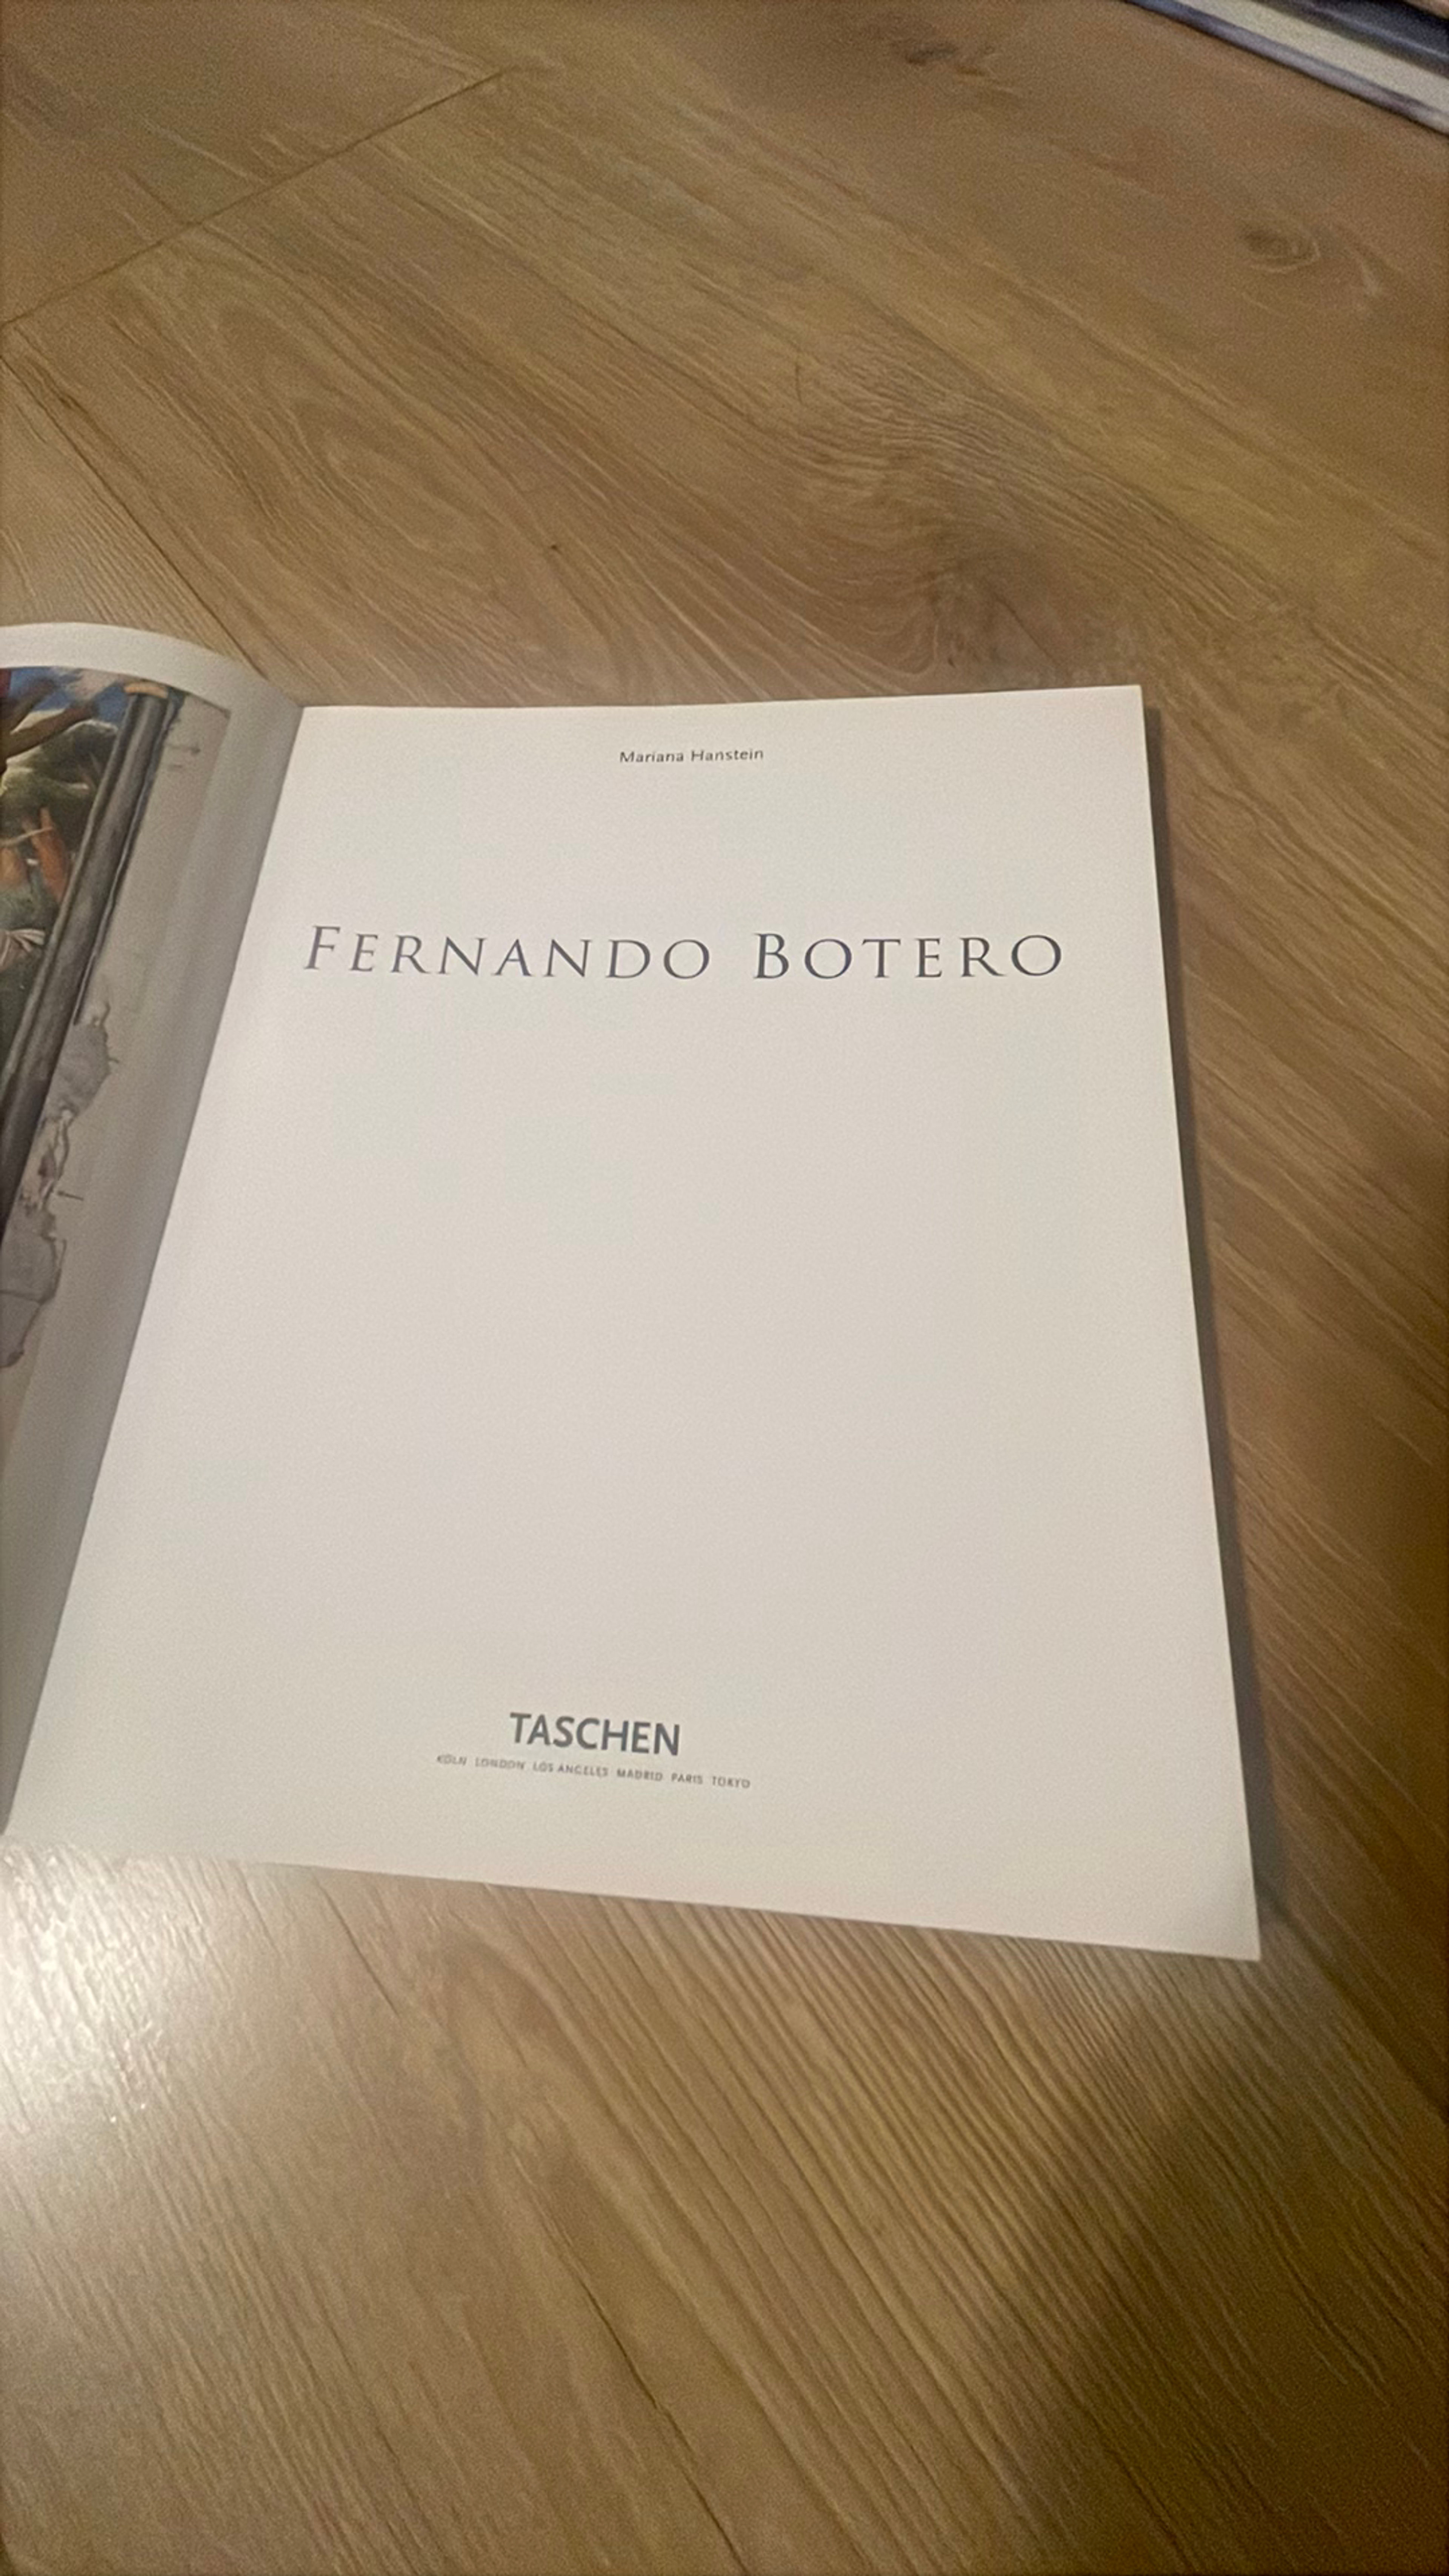 Mariana Hanstein
FERNANDO BOTERO
TASCHEN
KÖLN LONDON LOS ANGELES MADRID PARIS TOKYO